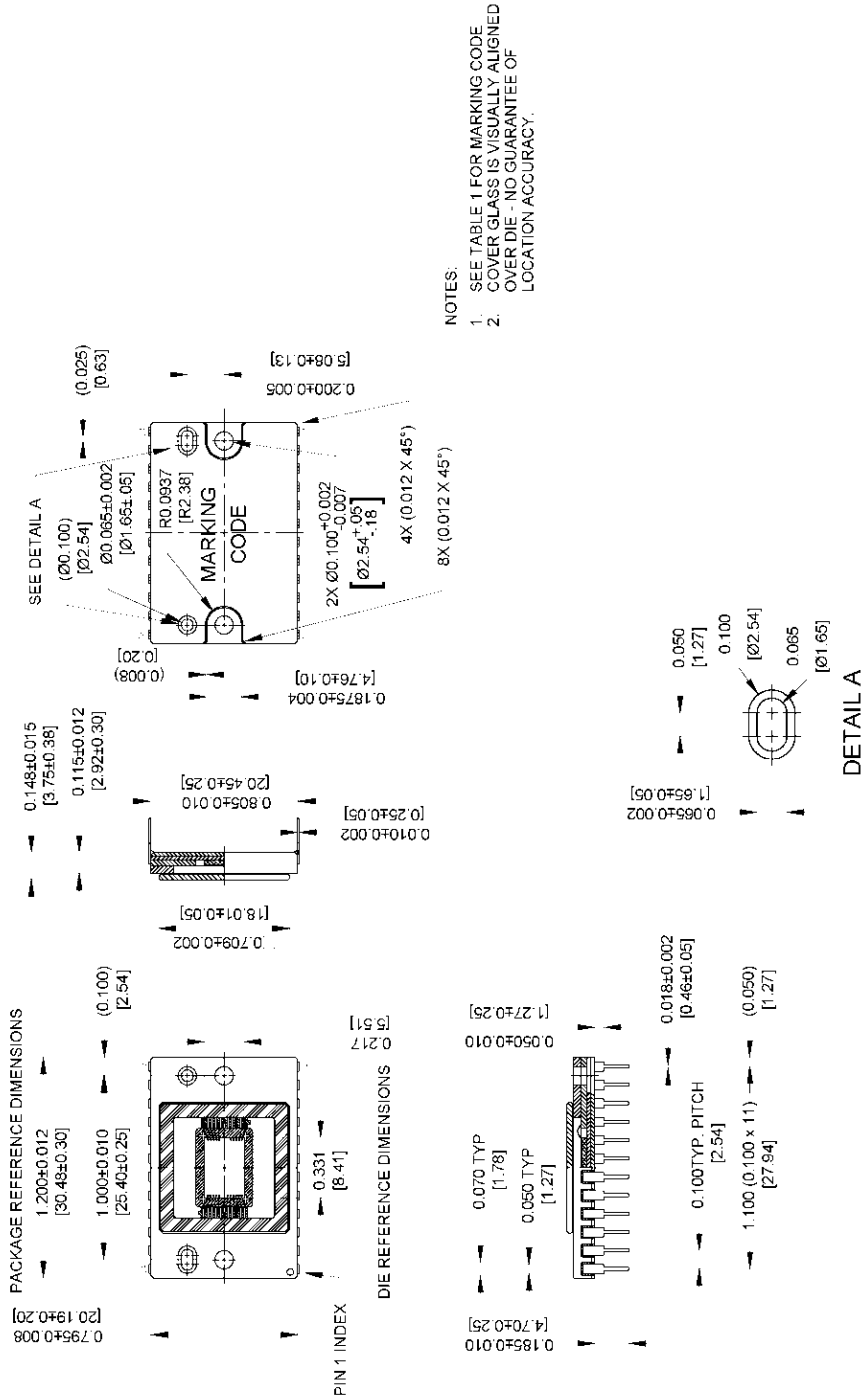 PACKAGE REFERENCE DIMENSIONS
1.200±0.012
[30.48±0.30]
1.000±0.010
[25.40±0.25]
(0.100)
[2.54]
0.795±0.008
[20.19±0.20]
PIN 1 INDEX
0.331
[8.41]
0.217
[5.51]
DIE REFERENCE DIMENSIONS
0.148±0.015
[3.75±0.38]
0.115±0.012
[2.92±0.30]
[0.709±0.002
[18.01±0.05]
0.805±0.010
[20.45±0.25]
0.010±0.002
[0.25±0.05]
SEE DETAIL A
(Ø0.100)
[Ø2.54]
Ø0.065±0.002
[Ø1.65±.05]
(0.025)
[0.63]
R0.0937
[R2.38]
MARKING
CODE
(0.008)
[0.20]
0.1875±0.004
[4.76±0.10]
0.200±0.005
[5.08±0.13]
2X Ø0.100+0.002
-0.007
[Ø2.54+.05
-.18]
4X (0.012 X 45°)
8X (0.012 X 45°)
NOTES:
1. SEE TABLE 1 FOR MARKING CODE
2. COVER GLASS IS VISUALLY ALIGNED
OVER DIE - NO GUARANTEE OF
LOCATION ACCURACY.
0.070 TYP
[1.78]
0.050 TYP
[1.27]
0.050±0.010
[1.27±0.25]
0.185±0.010
[4.70±0.25]
0.100TYP. PITCH
[2.54]
1.100 (0.100 x 11)
[27.94]
0.018±0.002
[0.46±0.05]
(0.050)
[1.27]
0.050
[1.27]
0.100
[Ø2.54]
0.065
[Ø1.65]
0.065±0.002
[1.65±0.05]
DETAIL A